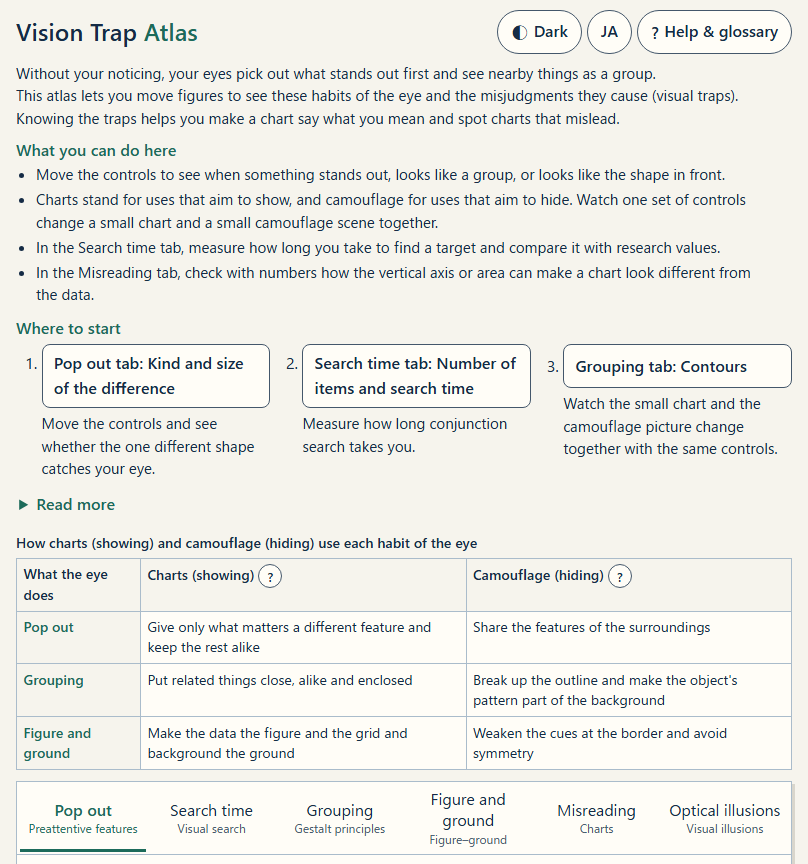 Vision Trap Atlas
Dark
JA
? Help & glossary
Without your noticing, your eyes pick out what stands out first and see nearby things as a group.
This atlas lets you move figures to see these habits of the eye and the misjudgments they cause (visual traps).
Knowing the traps helps you make a chart say what you mean and spot charts that mislead.
What you can do here
• Move the controls to see when something stands out, looks like a group, or looks like the shape in front.
• Charts stand for uses that aim to show, and camouflage for uses that aim to hide. Watch one set of controls
change a small chart and a small camouflage scene together.
• In the Search time tab, measure how long you take to find a target and compare it with research values.
• In the Misreading tab, check with numbers how the vertical axis or area can make a chart look different from
the data.
Where to start
1. Pop out tab: Kind and size
of the difference
Move the controls and see
whether the one different shape
catches your eye.
2. Search time tab: Number of
items and search time
Measure how long conjunction
search takes you.
3. Grouping tab: Contours
Watch the small chart and the
camouflage picture change
together with the same controls.
Read more
How charts (showing) and camouflage (hiding) use each habit of the eye
What the eye
does
Charts (showing) ?
Camouflage (hiding) ?
Pop out
Give only what matters a different feature and
keep the rest alike
Share the features of the surroundings
Grouping
Put related things close, alike and enclosed
Break up the outline and make the object's
pattern part of the background
Figure and
ground
Make the data the figure and the grid and
background the ground
Weaken the cues at the border and avoid
symmetry
Pop out
Preattentive features
Search time
Visual search
Grouping
Gestalt principles
Figure and
ground
Figure–ground
Misreading
Charts
Optical illusions
Visual illusions